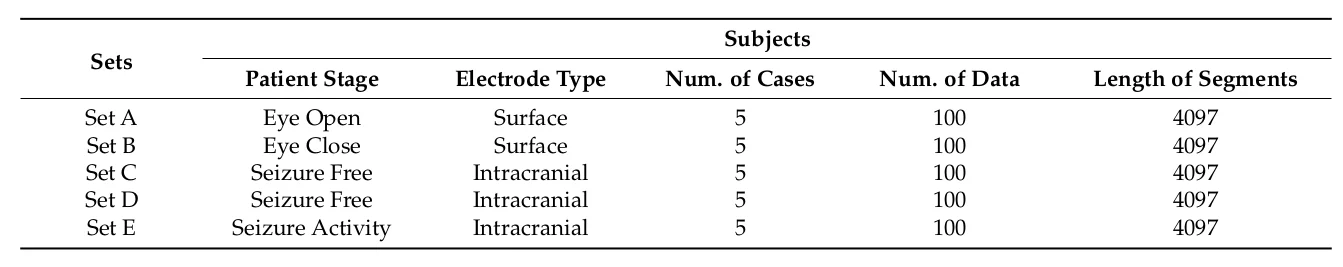 Subjects
Sets
Patient Stage Electrode Type Num. of Cases Num. of Data Length of Segments
Set A Eye Open Surface 5 100 4097
Set B Eye Close Surface 5 100 4097
Set C Seizure Free Intracranial 5 100 4097
Set D Seizure Free Intracranial 5 100 4097
Set E Seizure Activity Intracranial 5 100 4097